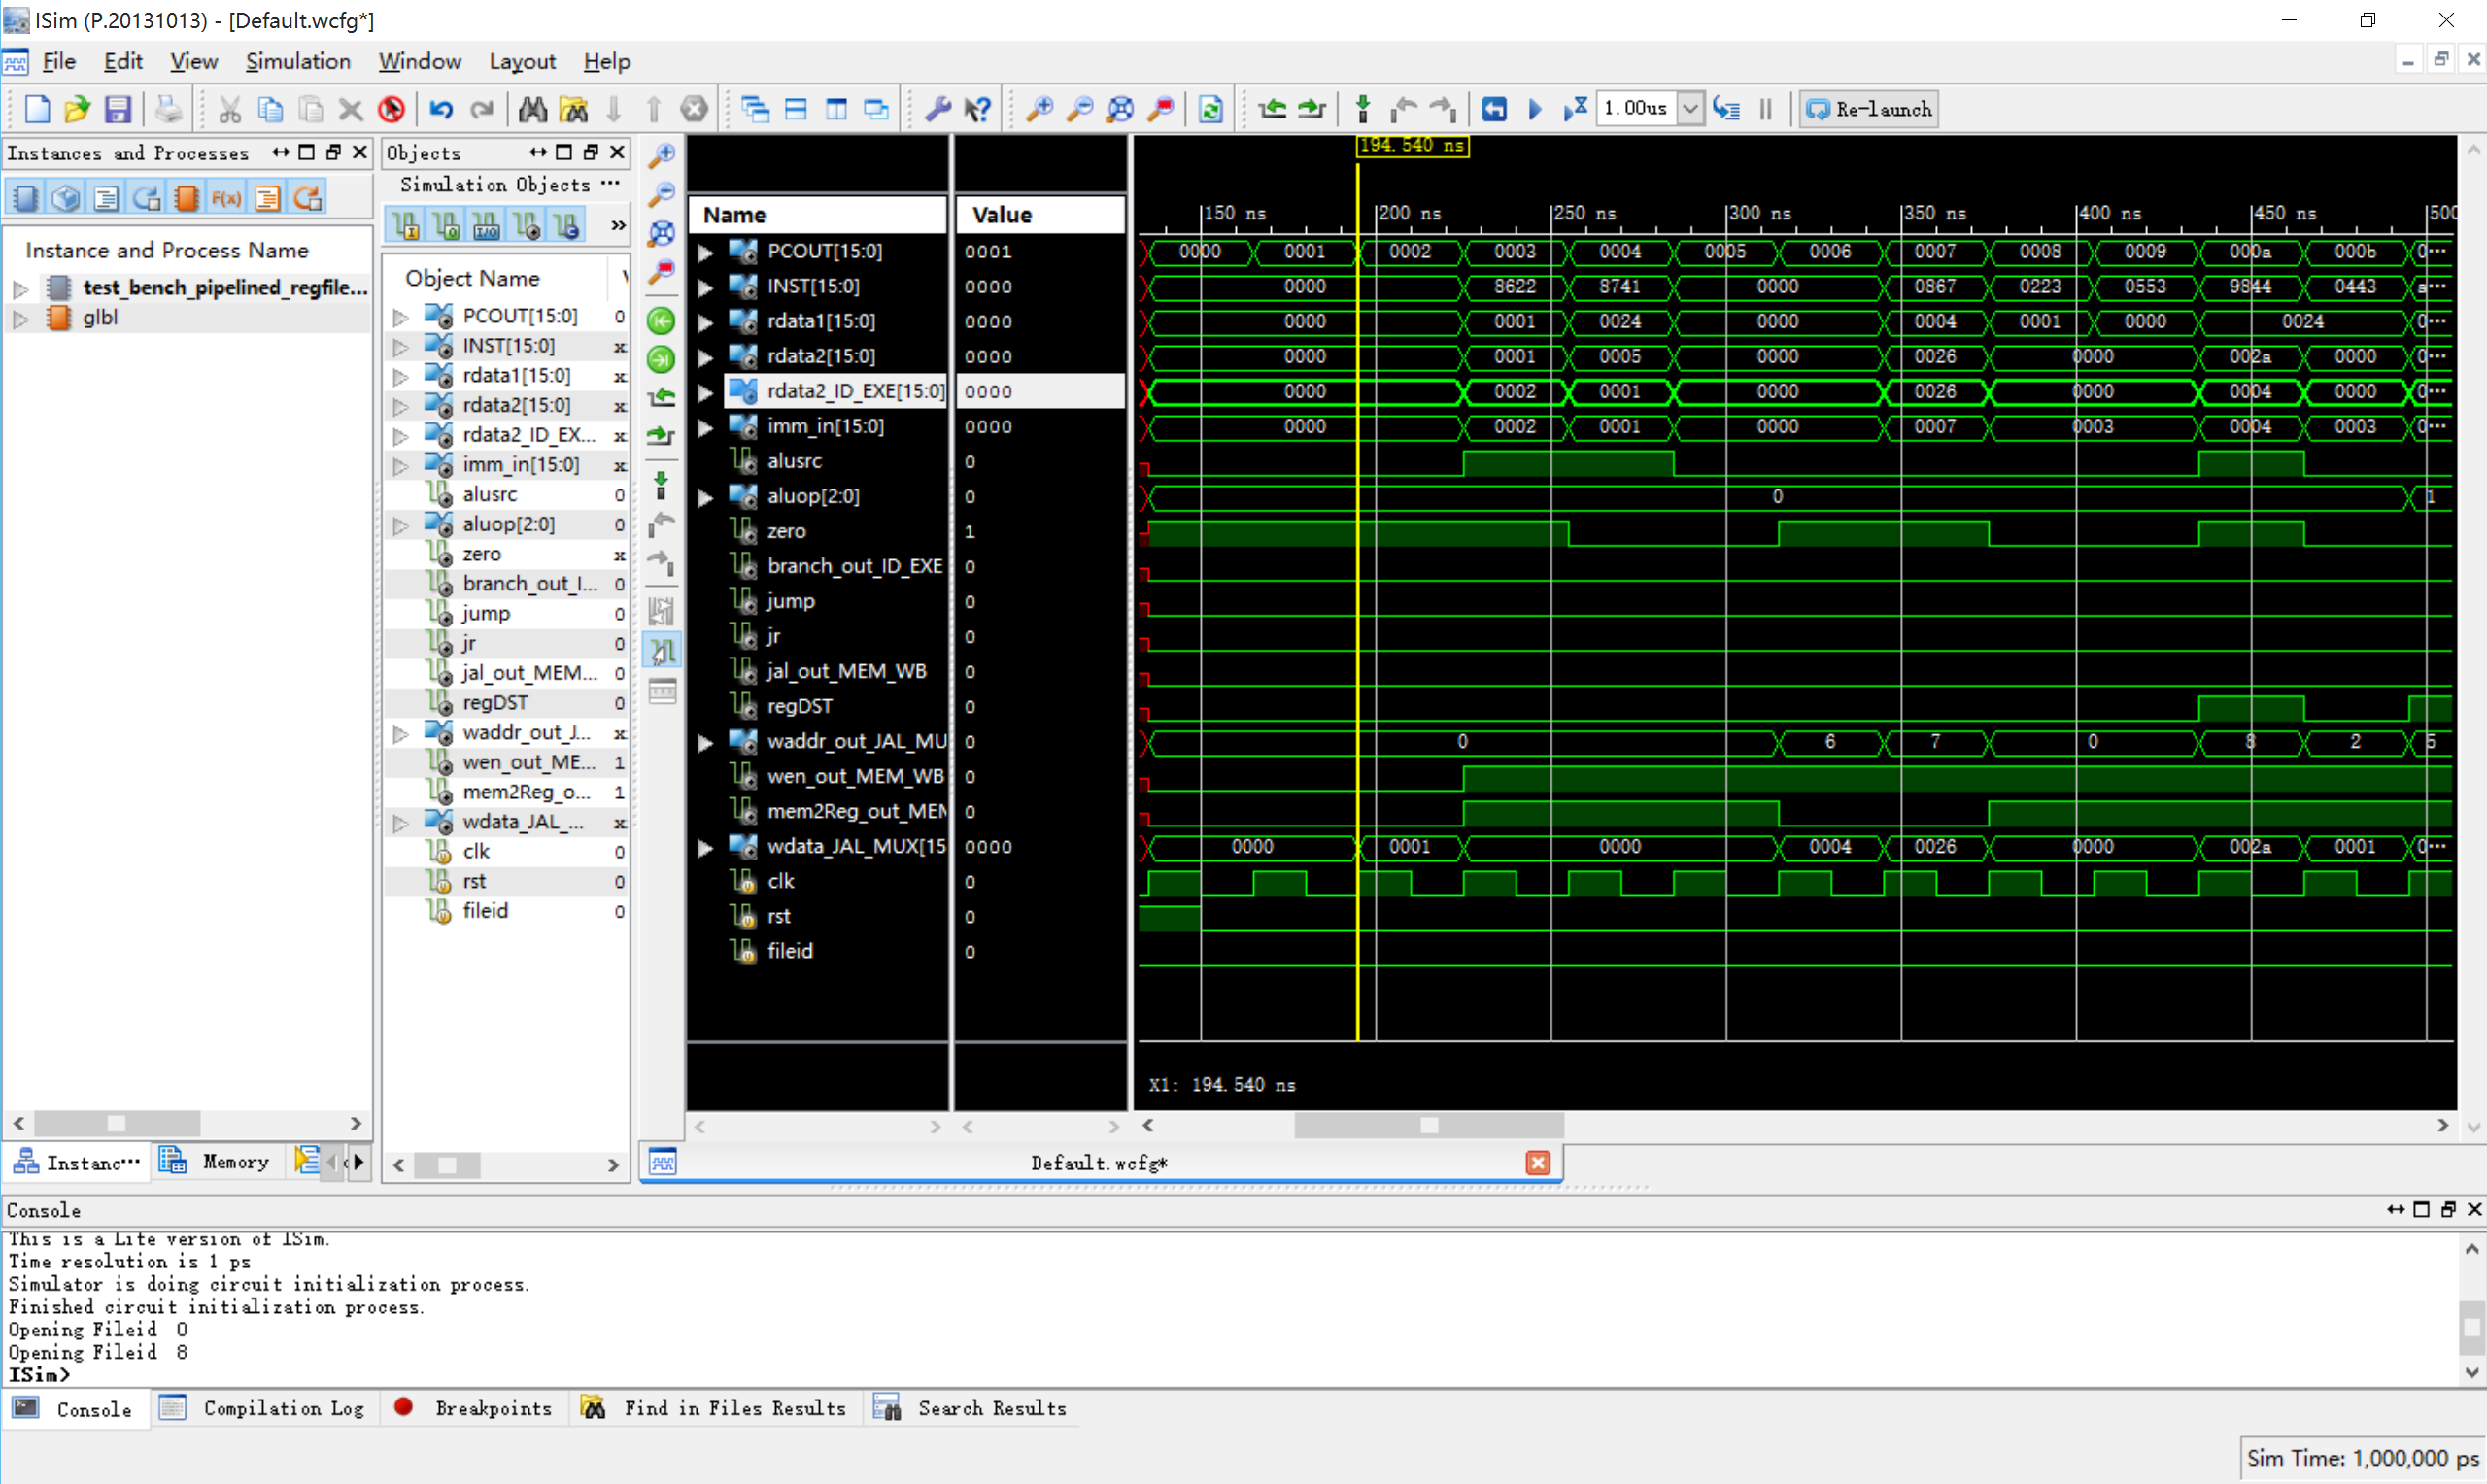 ISim (P.20131013) - [Default.wcfg*]
File Edit View Simulation Window Layout Help
1.00us Re-launch
Instances and Processes
Instance and Process Name
test_bench_pipelined_regfile...
glbl
Instanc...
Memory
Objects
Simulation Objects ...
»
Object Name
PCOUT[15:0] 0
INST[15:0] x
rdata1[15:0] x
rdata2[15:0] x
rdata2_ID_EX... x
imm_in[15:0] x
alusrc 0
aluop[2:0] 0
zero x
branch_out_I... 0
jump 0
jr 0
jal_out_MEM... 0
regDST 0
waddr_out_J... x
wen_out_ME... 1
mem2Reg_o... 1
wdata_JAL_... x
clk 0
rst 0
fileid 0
194.540 ns
150 ns 200 ns 250 ns 300 ns 350 ns 400 ns 450 ns 500
Name Value
PCOUT[15:0] 0001 0000 0001 0002 0003 0004 0005 0006 0007 0008 0009 000a 000b 0...
INST[15:0] 0000 0000 8622 8741 0000 0867 0223 0553 9844 0443 a...
rdata1[15:0] 0000 0000 0001 0024 0000 0004 0001 0000 0024 0...
rdata2[15:0] 0000 0000 0001 0005 0000 0026 0000 002a 0000 0...
rdata2_ID_EXE[15:0] 0000 0000 0002 0001 0000 0026 0000 0004 0000 0...
imm_in[15:0] 0000 0000 0002 0001 0000 0007 0003 0004 0003 0...
alusrc 0
aluop[2:0] 0 0 1
zero 1
branch_out_ID_EXE 0
jump 0
jr 0
jal_out_MEM_WB 0
regDST 0
waddr_out_JAL_MU 0 0 6 7 0 8 2 5
wen_out_MEM_WB 0
mem2Reg_out_MEM 0
wdata_JAL_MUX[15 0000 0000 0001 0000 0004 0026 0000 002a 0001 0...
clk 0
rst 0
fileid 0
X1: 194.540 ns
Default.wcfg*
Console
This is a Lite version of ISim.
Time resolution is 1 ps
Simulator is doing circuit initialization process.
Finished circuit initialization process.
Opening Fileid 0
Opening Fileid 8
ISim>
Console Compilation Log Breakpoints Find in Files Results Search Results
Sim Time: 1,000,000 ps